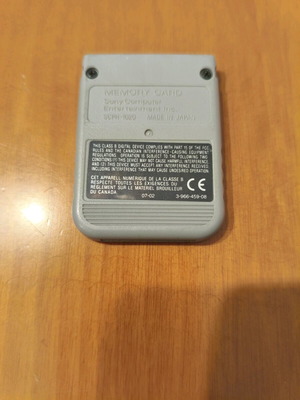 MEMORY CARD
Sony Computer
Entertainment Inc.
MADE IN JAPAN
THIS CLASS B DIGITAL DEVICE COMPLIES WITH PART 15 OF THE FCC
RULES AND THE CANADIAN INTERFERENCE-CAUSING EQUIPMENT
REGULATIONS. OPERATION IS SUBJECT TO THE FOLLOWING TWO
CONDITIONS: (1) THIS DEVICE MAY NOT CAUSE HARMFUL INTERFERENCE,
AND (2) THIS DEVICE MUST ACCEPT ANY INTERFERENCE RECEIVED
INCLUDING INTERFERENCE THAT MAY CAUSE UNDESIRED OPERATION.
CET APPAREIL NUMERIQUE DE LA CLASSE B
RESPECTE TOUTES LES EXIGENCES DU
REGLEMENT SUR LE MATERIEL BROUILLEUR
DU CANADA.
CE
07-02 3-966-459-08